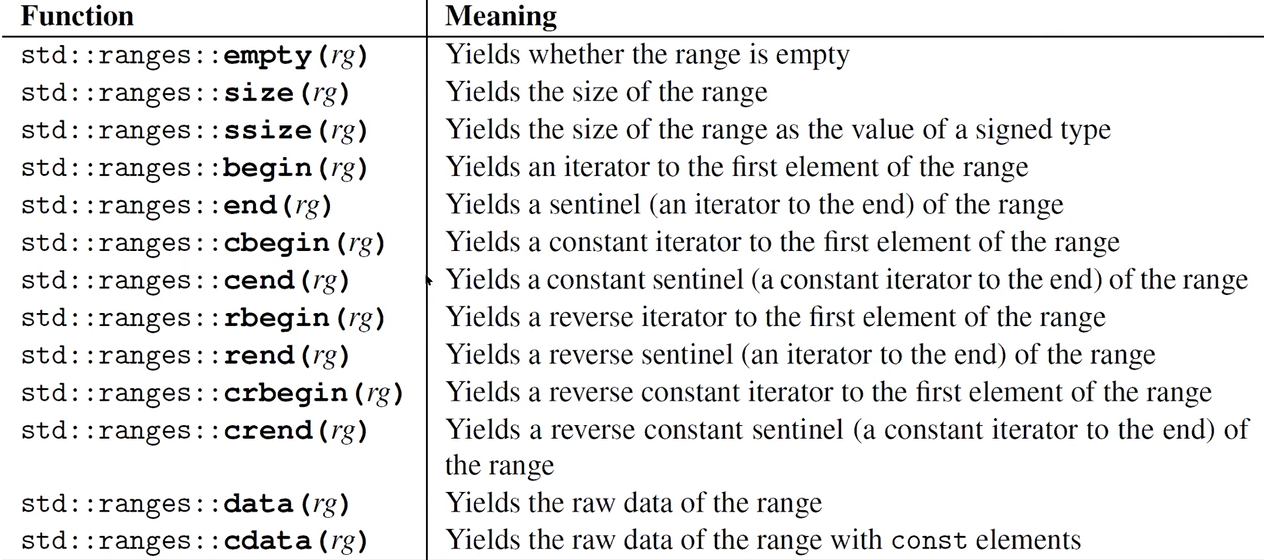 Function Meaning
std::ranges::empty(rg) Yields whether the range is empty
std::ranges::size(rg) Yields the size of the range
std::ranges::ssize(rg) Yields the size of the range as the value of a signed type
std::ranges::begin(rg) Yields an iterator to the first element of the range
std::ranges::end(rg) Yields a sentinel (an iterator to the end) of the range
std::ranges::cbegin(rg) Yields a constant iterator to the first element of the range
std::ranges::cend(rg) Yields a constant sentinel (a constant iterator to the end) of the range
std::ranges::rbegin(rg) Yields a reverse iterator to the first element of the range
std::ranges::rend(rg) Yields a reverse sentinel (an iterator to the end) of the range
std::ranges::crbegin(rg) Yields a reverse constant iterator to the first element of the range
std::ranges::crend(rg) Yields a reverse constant sentinel (a constant iterator to the end) of
the range
std::ranges::data(rg) Yields the raw data of the range
std::ranges::cdata(rg) Yields the raw data of the range with const elements